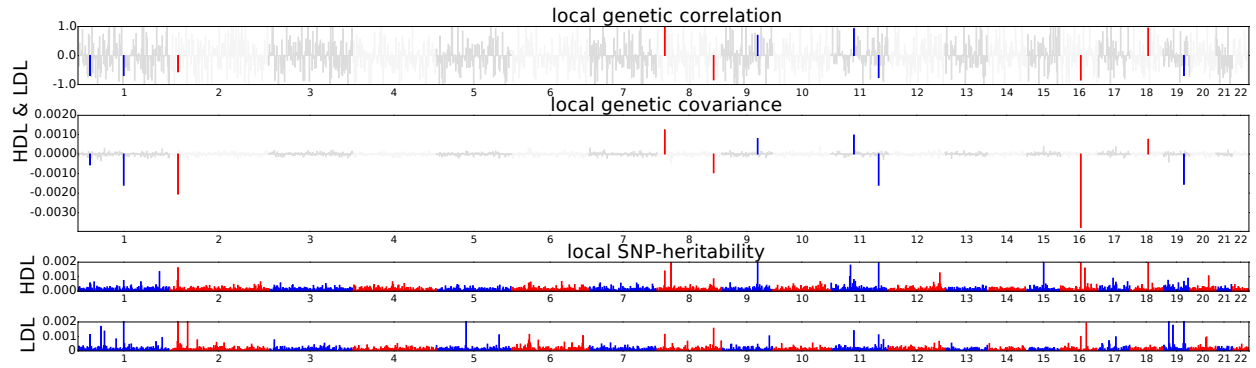 local genetic correlation
1.0
0.0
-1.0
1 2 3 4 5 6 7 8 9 10 11 12 13 14 15 16 17 18 19 20 21 22
HDL & LDL
local genetic covariance
0.0020
0.0010
0.0000
-0.0010
-0.0020
-0.0030
1 2 3 4 5 6 7 8 9 10 11 12 13 14 15 16 17 18 19 20 21 22
local SNP-heritability
HDL
0.002
0.001
0.000
1 2 3 4 5 6 7 8 9 10 11 12 13 14 15 16 17 18 19 20 21 22
LDL
0.002
0.001
0
1 2 3 4 5 6 7 8 9 10 11 12 13 14 15 16 17 18 19 20 21 22